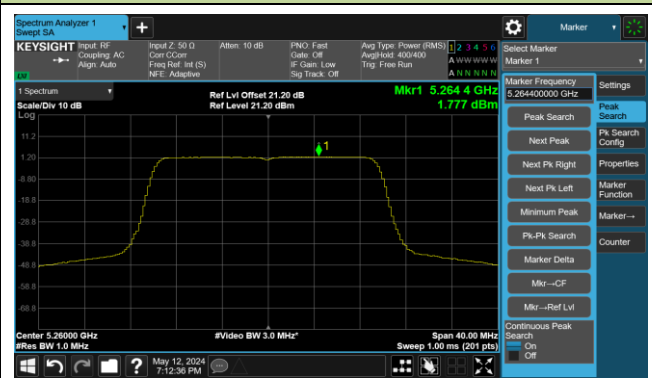 Spectrum Analyzer 1
Swept SA
+
Marker
KEYSIGHT
Input: RF
Coupling: AC
Align: Auto
Input Z: 50 Ω
Corr CCorr
Freq Ref: Int (S)
NFE: Adaptive
Atten: 10 dB
PNO: Fast
Gate: Off
IF Gain: Low
Sig Track: Off
Avg Type: Power (RMS)
Avg|Hold: 400/400
Trig: Free Run
1 2 3 4 5 6
A W W W W W
A N N N N N
LXI
Select Marker
Marker 1
1 Spectrum
Scale/Div 10 dB
Log
Ref Lvl Offset 21.20 dB
Ref Level 21.20 dBm
Mkr1 5.264 4 GHz
1.777 dBm
11.2
1.20
-8.80
-18.8
-28.8
-38.8
-48.8
-58.8
-68.8
1
Center 5.26000 GHz
#Res BW 1.0 MHz
#Video BW 3.0 MHz*
Span 40.00 MHz
Sweep 1.00 ms (201 pts)
Marker Frequency
5.264400000 GHz
Peak Search
Next Peak
Next Pk Right
Next Pk Left
Minimum Peak
Pk-Pk Search
Marker Delta
Mkr→CF
Mkr→Ref Lvl
Continuous Peak
Search
On
Off
Settings
Peak
Search
Pk Search
Config
Properties
Marker
Function
Marker→
Counter
?
May 12, 2024
7:12:36 PM